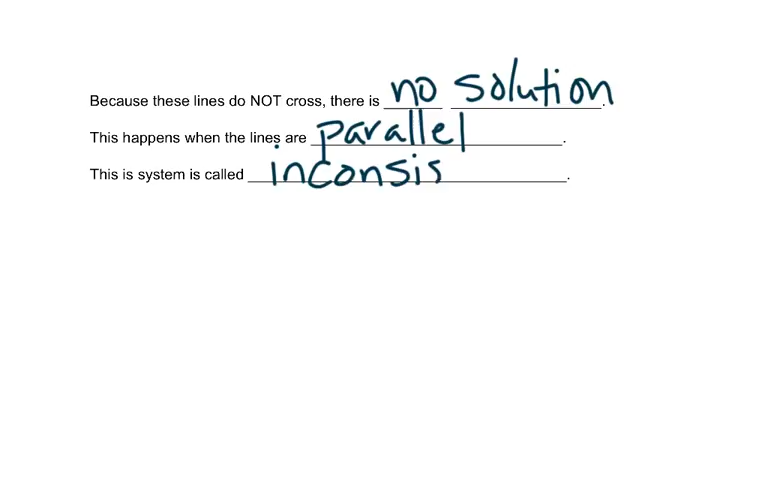 Because these lines do NOT cross, there is no solution.
This happens when the lines are parallel.
This is system is called inconsis.